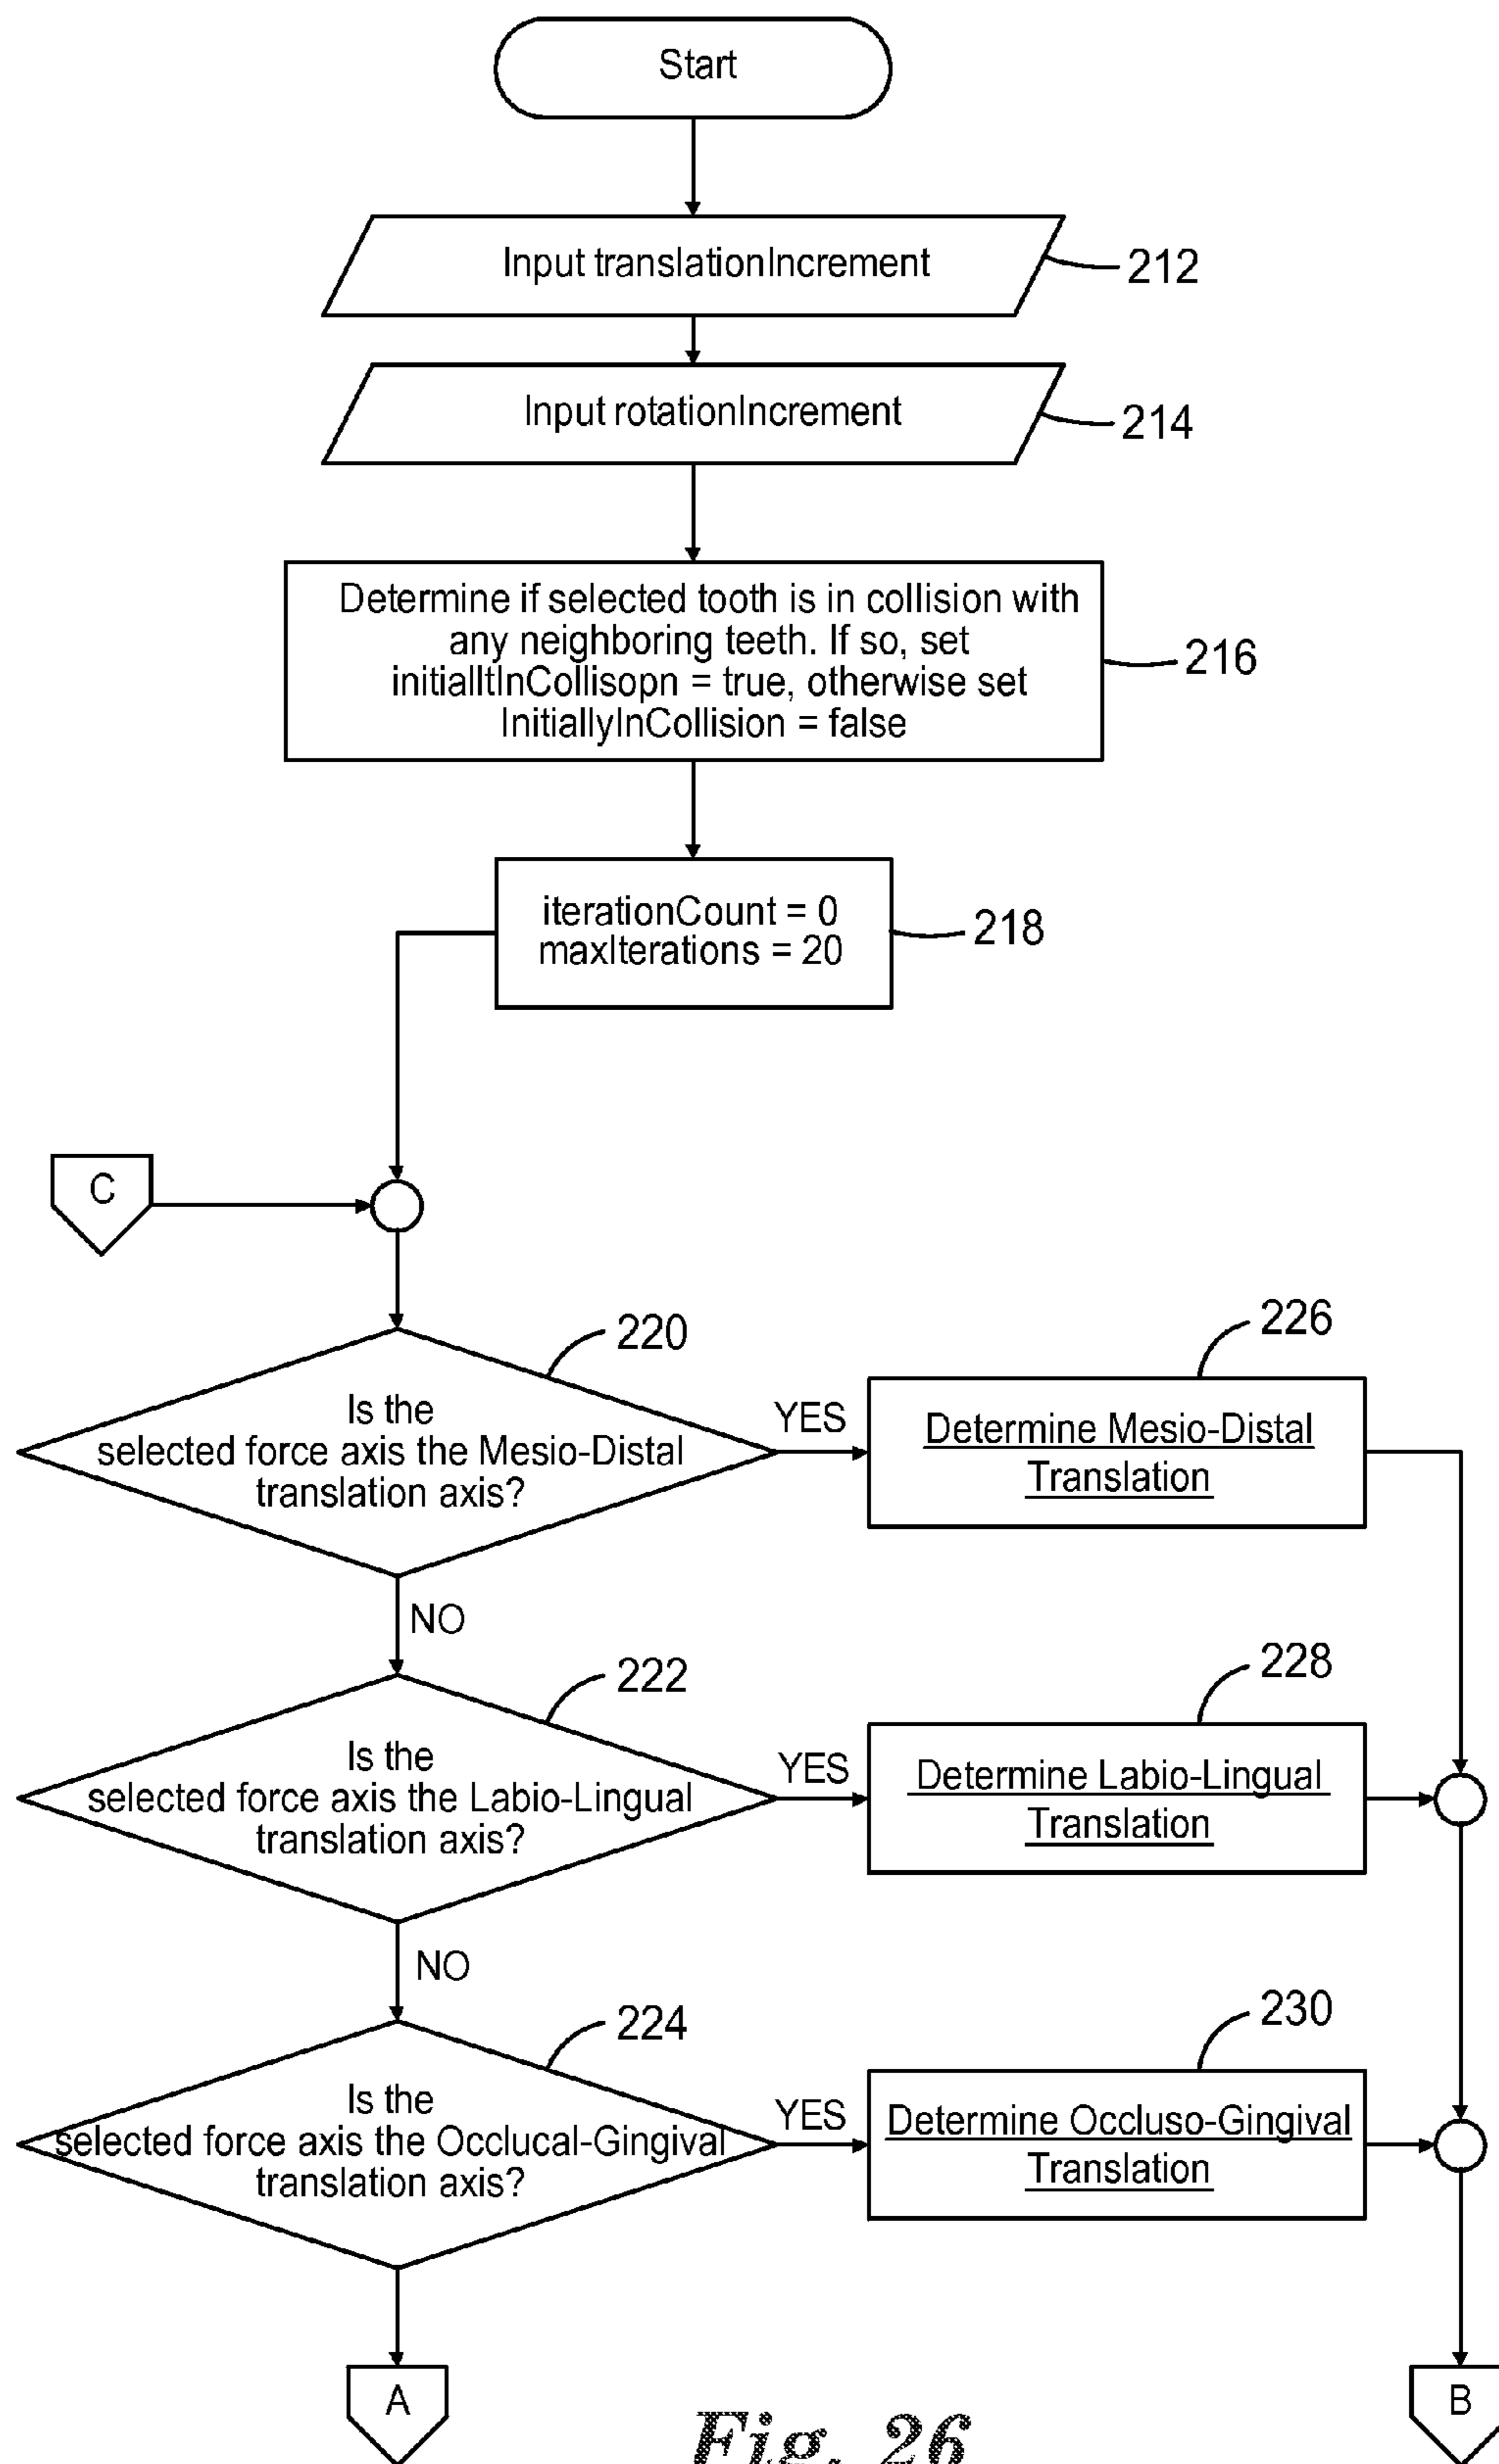 Start
Input translationIncrement
212
Input rotationIncrement
214
Determine if selected tooth is in collision with
any neighboring teeth. If so, set
initialltInCollisopn = true, otherwise set
InitiallyInCollision = false
216
iterationCount = 0
maxIterations = 20
218
C
220
Is the
selected force axis the Mesio-Distal
translation axis?
YES
226
Determine Mesio-Distal
Translation
NO
222
Is the
selected force axis the Labio-Lingual
translation axis?
YES
228
Determine Labio-Lingual
Translation
NO
224
Is the
selected force axis the Occlucal-Gingival
translation axis?
YES
230
Determine Occluso-Gingival
Translation
A
B
Fig. 26